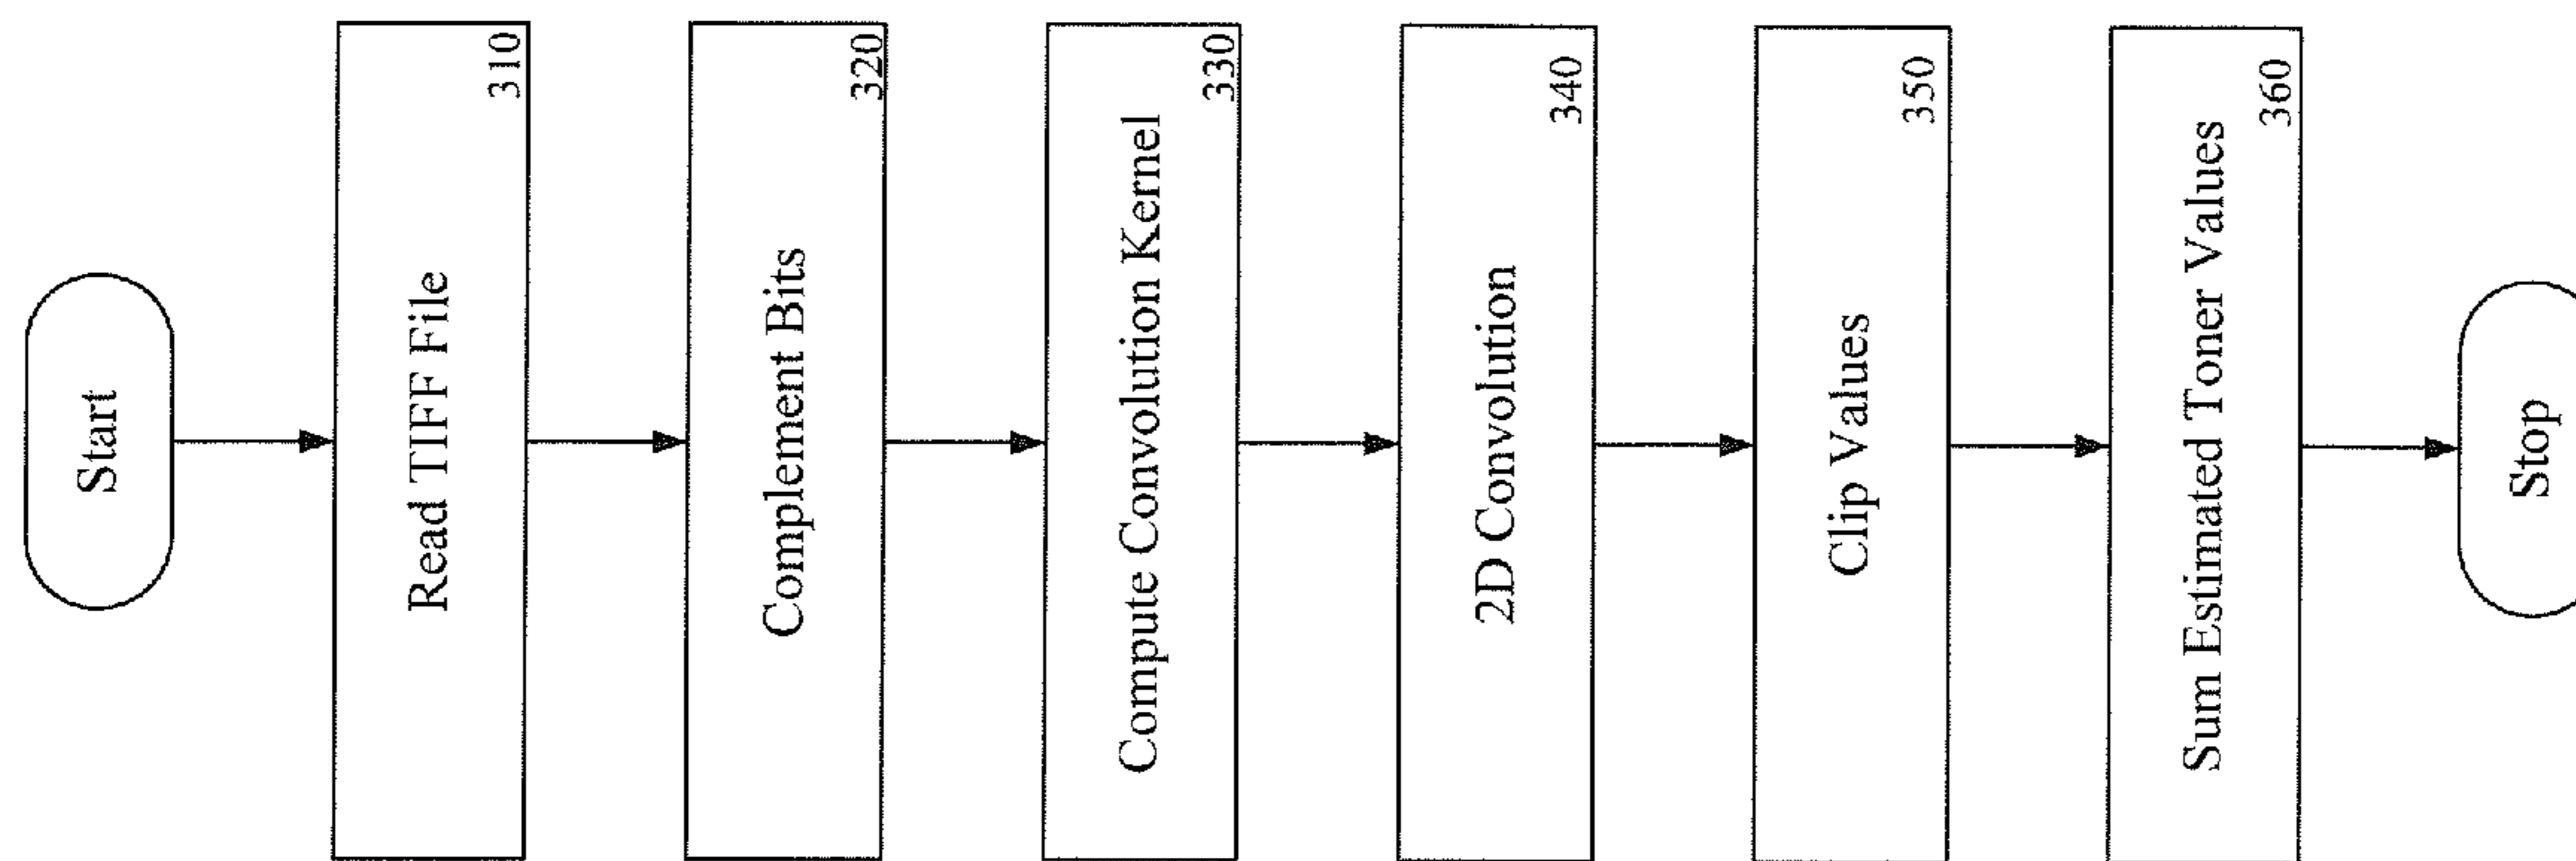 Start
Read TIFF File
310
Complement Bits
320
Compute Convolution Kernel
330
2D Convolution
340
Clip Values
350
Sum Estimated Toner Values
360
Stop